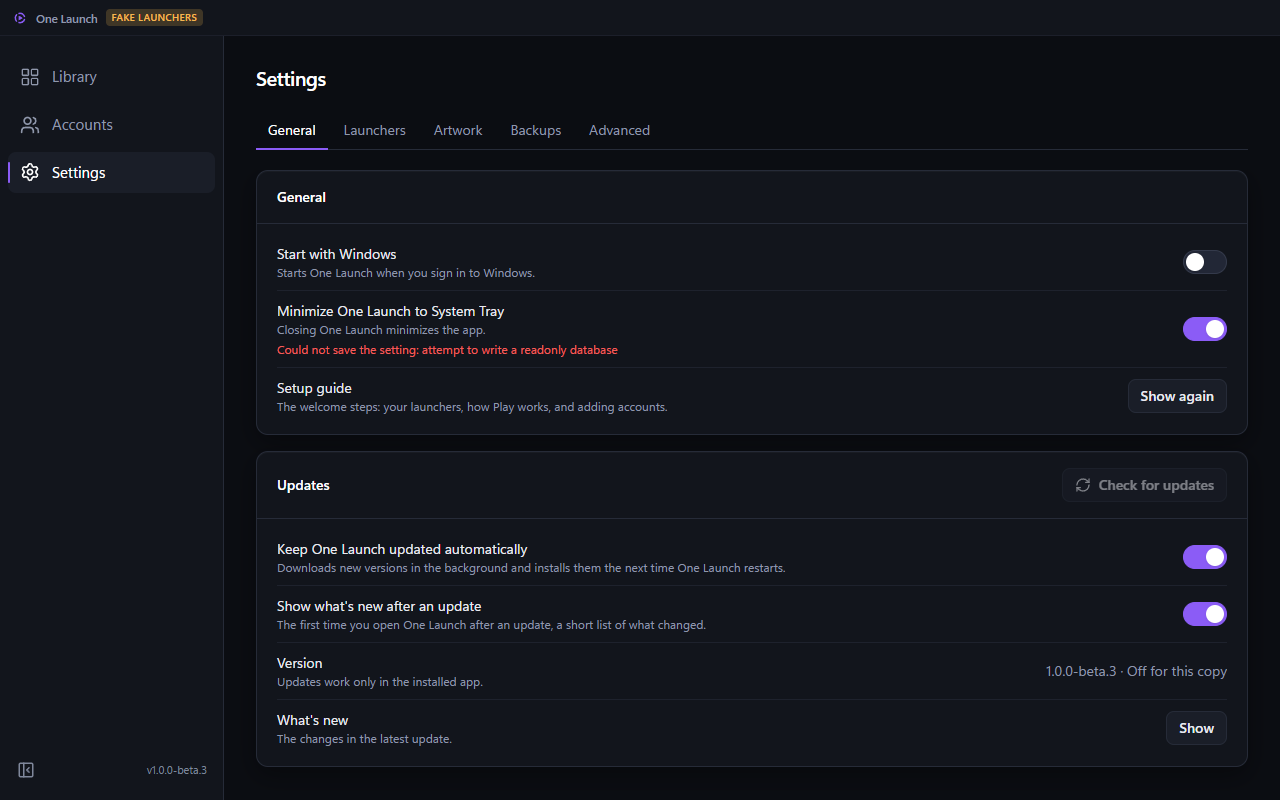 One Launch FAKE LAUNCHERS
Library
Accounts
Settings
v1.0.0-beta.3
Settings
General Launchers Artwork Backups Advanced
General
Start with Windows
Starts One Launch when you sign in to Windows.
Minimize One Launch to System Tray
Closing One Launch minimizes the app.
Could not save the setting: attempt to write a readonly database
Setup guide
The welcome steps: your launchers, how Play works, and adding accounts.
Show again
Updates
Check for updates
Keep One Launch updated automatically
Downloads new versions in the background and installs them the next time One Launch restarts.
Show what's new after an update
The first time you open One Launch after an update, a short list of what changed.
Version
Updates work only in the installed app.
1.0.0-beta.3 · Off for this copy
What's new
The changes in the latest update.
Show